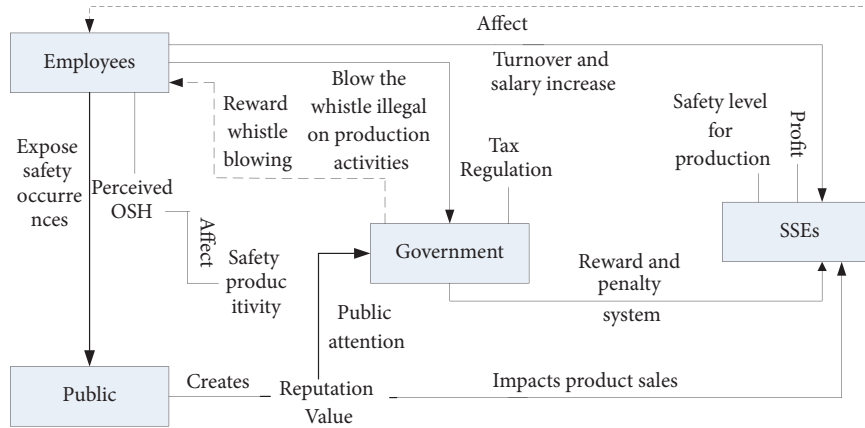 Affect
Employees
Turnover and
salary increase
Blow the
whistle illegal
on production
activities
Reward
whistle
blowing
Safety level
for
production
Profit
Expose
safety
occurre
nces
Tax
Regulation
Perceived
OSH
Affect
SSEs
Government
Safety
produc
itivity
Reward and
penalty
system
Public
attention
Public
Creates
Reputation
Value
Impacts product sales